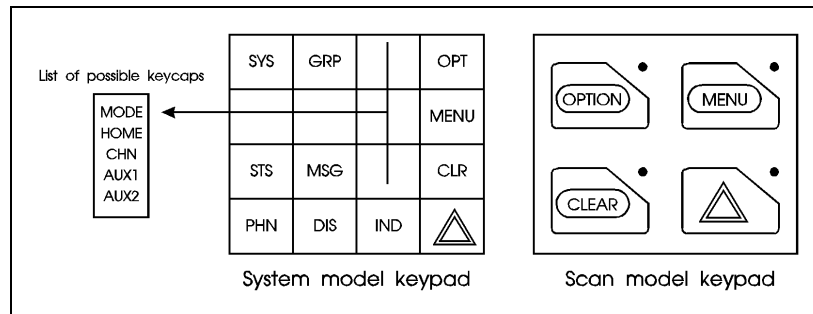 List of possible keycaps
MODE
HOME
CHN
AUX1
AUX2
SYS GRP OPT
MENU
STS MSG CLR
PHN DIS IND
System model keypad
OPTION MENU
CLEAR
Scan model keypad